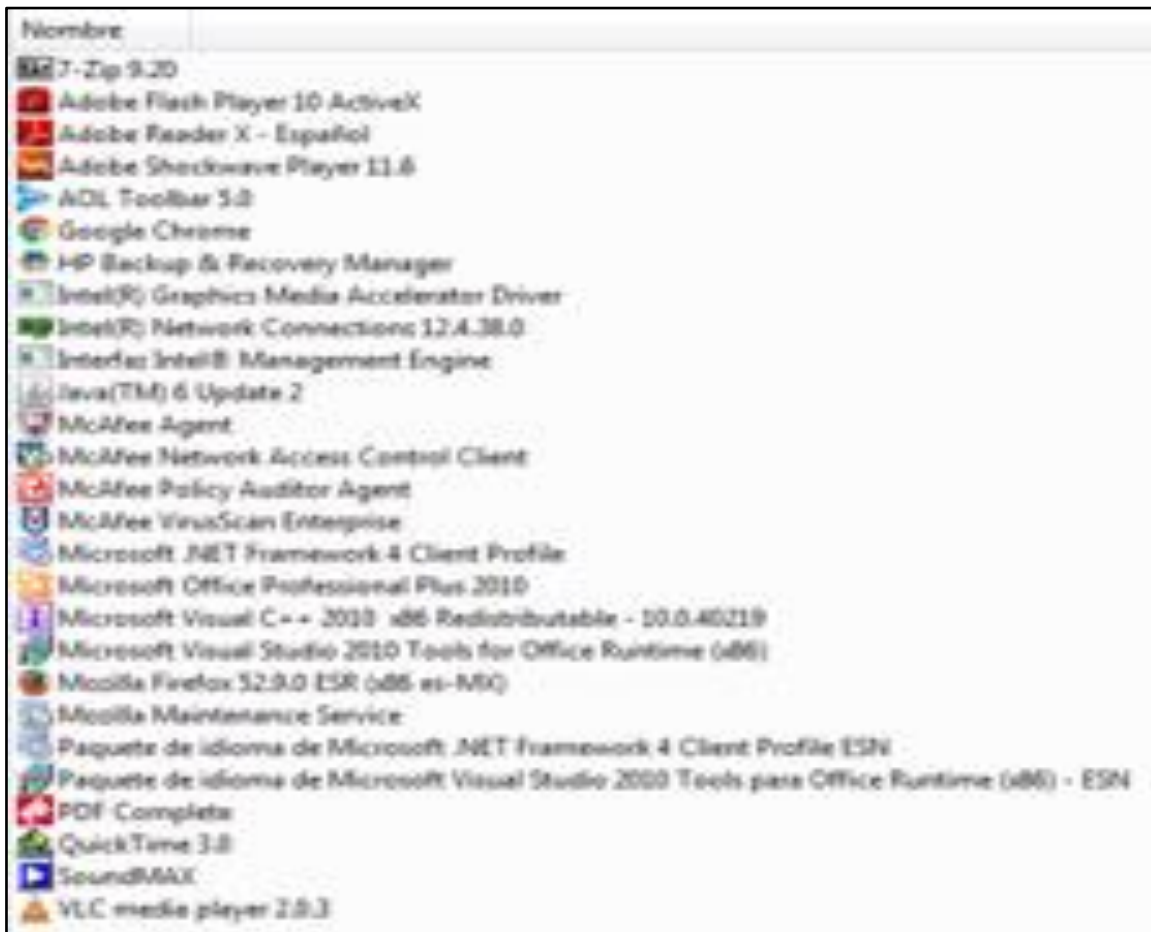 Nombre
7-Zip 9.20
Adobe Flash Player 10 ActiveX
Adobe Reader X - Español
Adobe Shockwave Player 11.6
AOL Toolbar 5.0
Google Chrome
HP Backup & Recovery Manager
Intel(R) Graphics Media Accelerator Driver
Intel(R) Network Connections 12.4.38.0
Interfaz Intel® Management Engine
Java(TM) 6 Update 2
McAfee Agent
McAfee Network Access Control Client
McAfee Policy Auditor Agent
McAfee VirusScan Enterprise
Microsoft .NET Framework 4 Client Profile
Microsoft Office Professional Plus 2010
Microsoft Visual C++ 2010 x86 Redistributable - 10.0.40219
Microsoft Visual Studio 2010 Tools for Office Runtime (x86)
Mozilla Firefox 52.9.0 ESR (x86 es-MX)
Mozilla Maintenance Service
Paquete de idioma de Microsoft .NET Framework 4 Client Profile ESN
Paquete de idioma de Microsoft Visual Studio 2010 Tools para Office Runtime (x86) - ESN
PDF Complete
QuickTime 3.0
SoundMAX
VLC media player 2.0.3